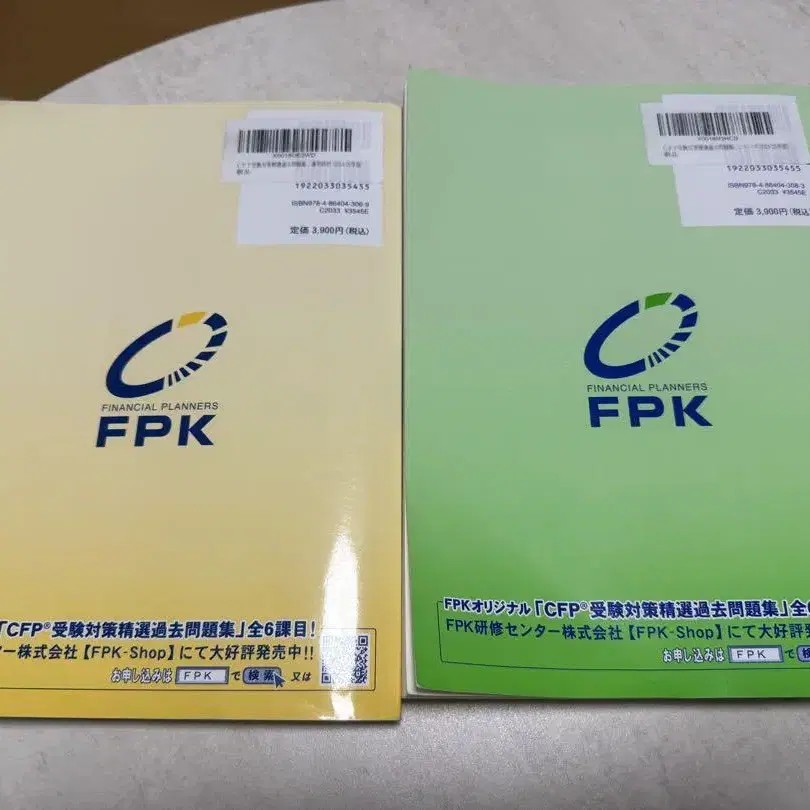 1922033035455
ISBN978-4-86404-306-9
C2033 ¥3545E
定価 3,900円(税込)
FINANCIAL PLANNERS
FPK
「CFP®受験対策精選過去問題集」全6課目!
ター株式会社【FPK-Shop】にて大好評発売中!!
お申し込みは FPK で 検索 又は
1922033035455
ISBN978-4-86404-308-3
C2033 ¥3545E
定価 3,900円(税込)
FINANCIAL PLANNERS
FPK
FPKオリジナル「CFP®受験対策精選過去問題集」全
FPK研修センター株式会社【FPK-Shop】にて大好評発
お申し込みは FPK で